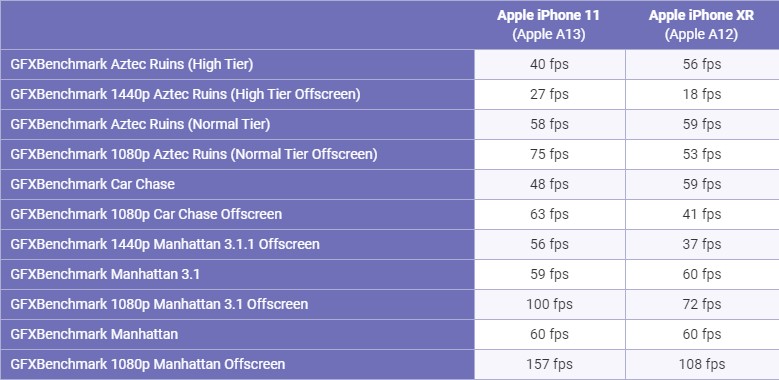 Apple iPhone 11 Apple iPhone XR
(Apple A13) (Apple A12)
GFXBenchmark Aztec Ruins (High Tier) 40 fps 56 fps
GFXBenchmark 1440p Aztec Ruins (High Tier Offscreen) 27 fps 18 fps
GFXBenchmark Aztec Ruins (Normal Tier) 58 fps 59 fps
GFXBenchmark 1080p Aztec Ruins (Normal Tier Offscreen) 75 fps 53 fps
GFXBenchmark Car Chase 48 fps 59 fps
GFXBenchmark 1080p Car Chase Offscreen 63 fps 41 fps
GFXBenchmark 1440p Manhattan 3.1.1 Offscreen 56 fps 37 fps
GFXBenchmark Manhattan 3.1 59 fps 60 fps
GFXBenchmark 1080p Manhattan 3.1 Offscreen 100 fps 72 fps
GFXBenchmark Manhattan 60 fps 60 fps
GFXBenchmark 1080p Manhattan Offscreen 157 fps 108 fps